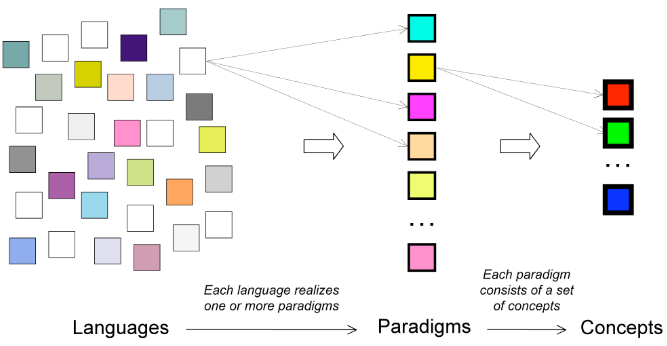 ...
...
Each language realizes
one or more paradigms
Each paradigm
consists of a set
of concepts
Languages
Paradigms
Concepts